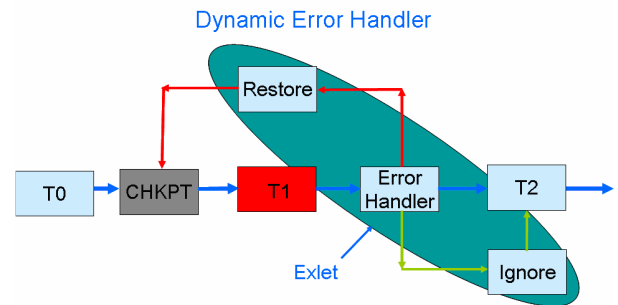 Dynamic Error Handler
Restore
T0
CHKPT
T1
Error
Handler
T2
Exlet
Ignore